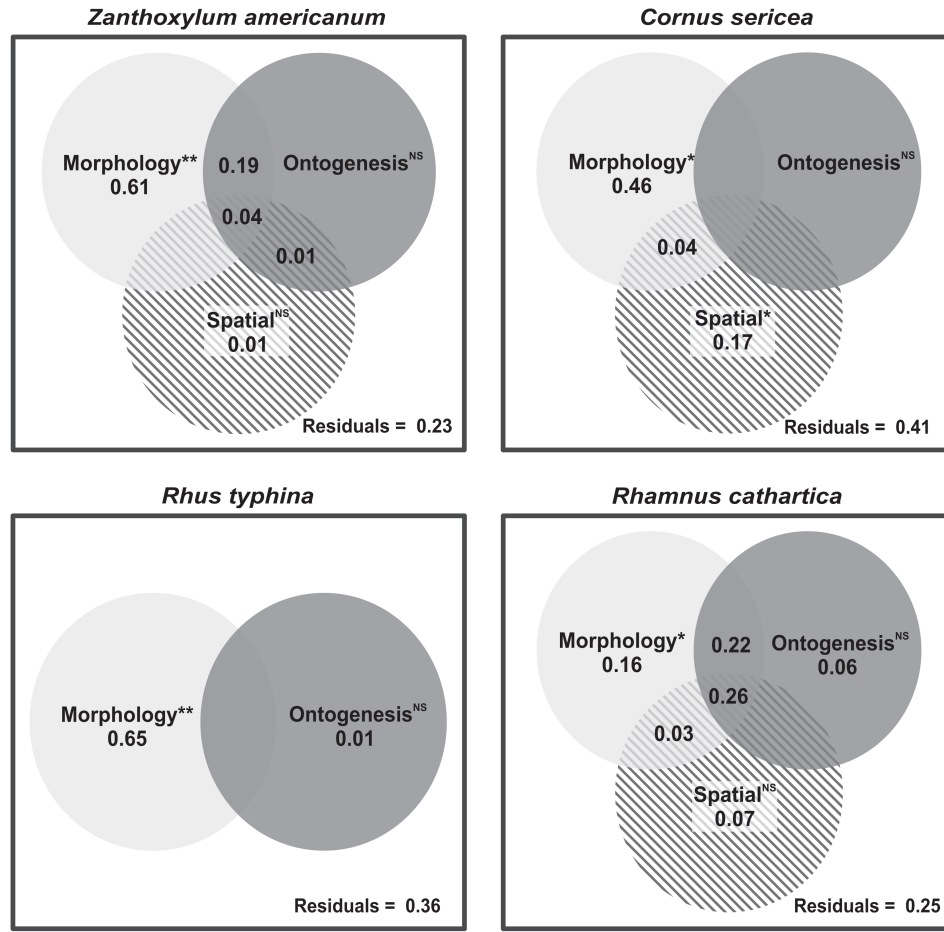 Zanthoxylum americanum
Morphology**
0.61
0.19
Ontogenesis^NS
0.04
0.01
Spatial^NS
0.01
Residuals = 0.23
Cornus sericea
Morphology*
0.46
Ontogenesis^NS
0.04
Spatial*
0.17
Residuals = 0.41
Rhus typhina
Morphology**
0.65
Ontogenesis^NS
0.01
Residuals = 0.36
Rhamnus cathartica
Morphology*
0.16
0.22
Ontogenesis^NS
0.06
0.26
0.03
Spatial^NS
0.07
Residuals = 0.25